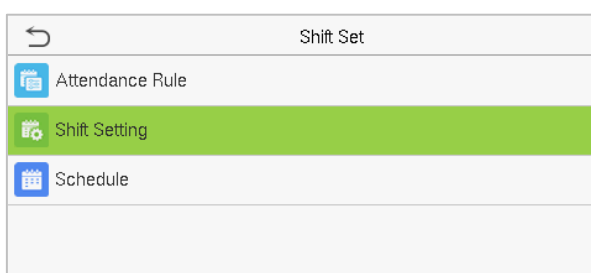 Shift Set
Attendance Rule
Shift Setting
Schedule